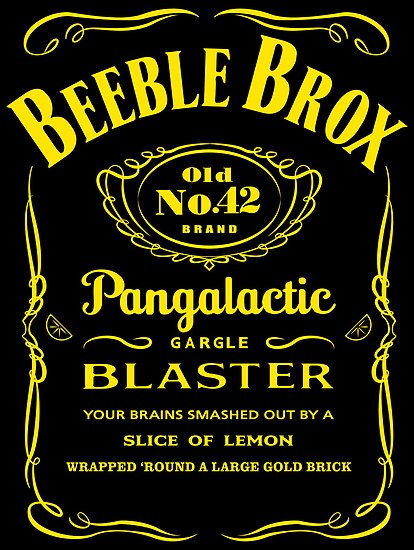 BEEBLE BROX
Old
No.42
BRAND
Pangalactic
GARGLE
BLASTER
YOUR BRAINS SMASHED OUT BY A
SLICE OF LEMON
WRAPPED ‘ROUND A LARGE GOLD BRICK